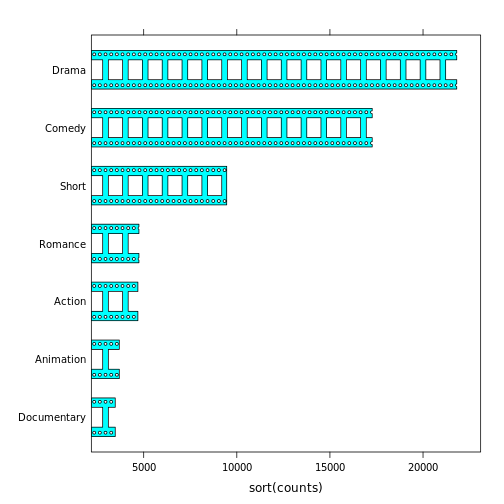 Drama
Comedy
Short
Romance
Action
Animation
Documentary
5000 10000 15000 20000
sort(counts)